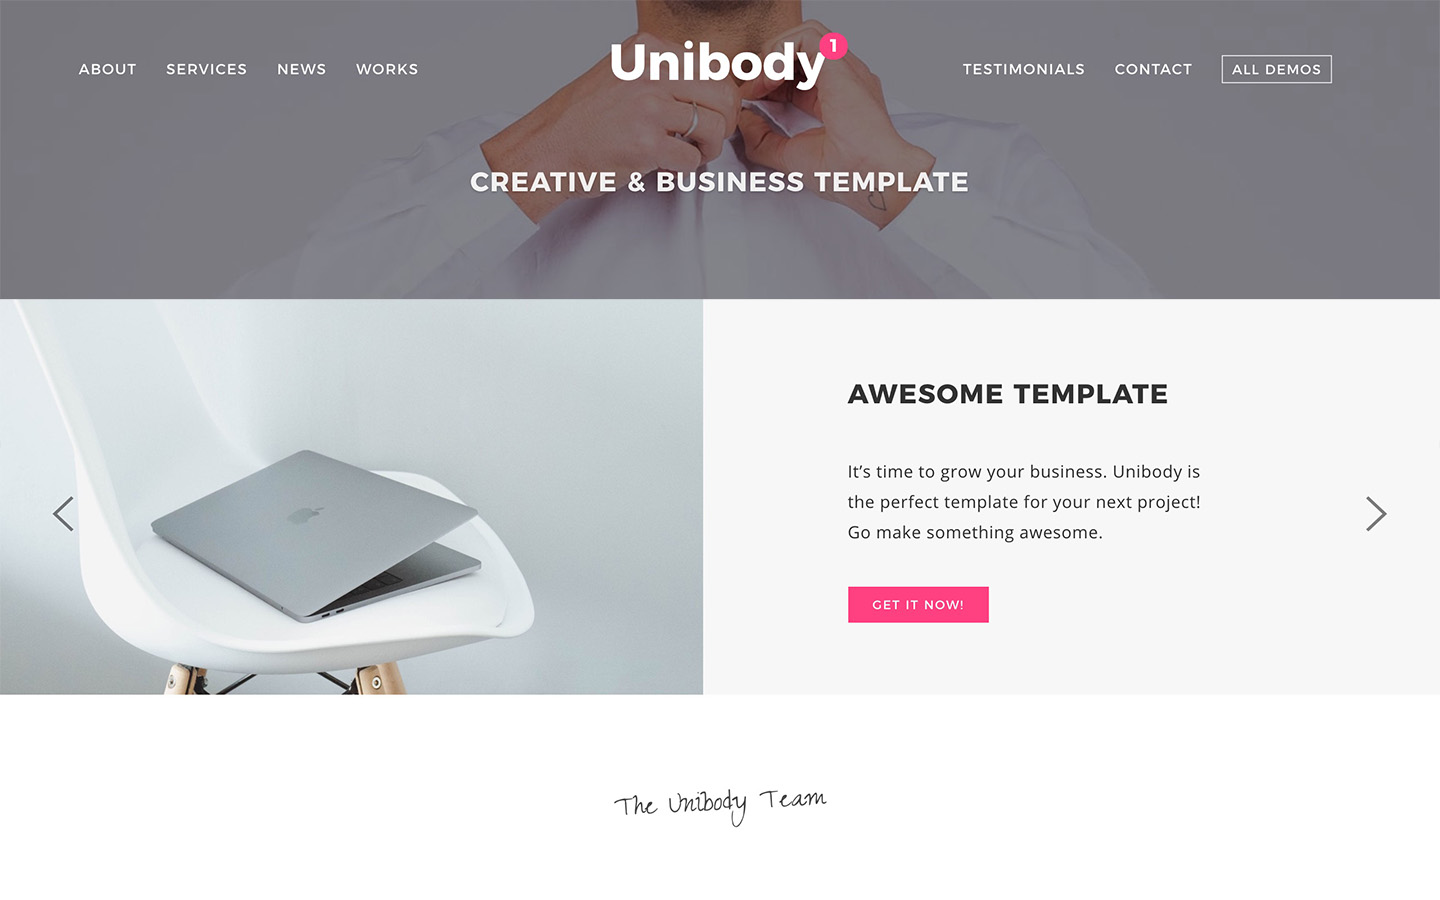 ABOUT SERVICES NEWS WORKS
Unibody 1
TESTIMONIALS CONTACT ALL DEMOS
CREATIVE & BUSINESS TEMPLATE
AWESOME TEMPLATE
It’s time to grow your business. Unibody is
the perfect template for your next project!
Go make something awesome.
GET IT NOW!
The Unibody Team